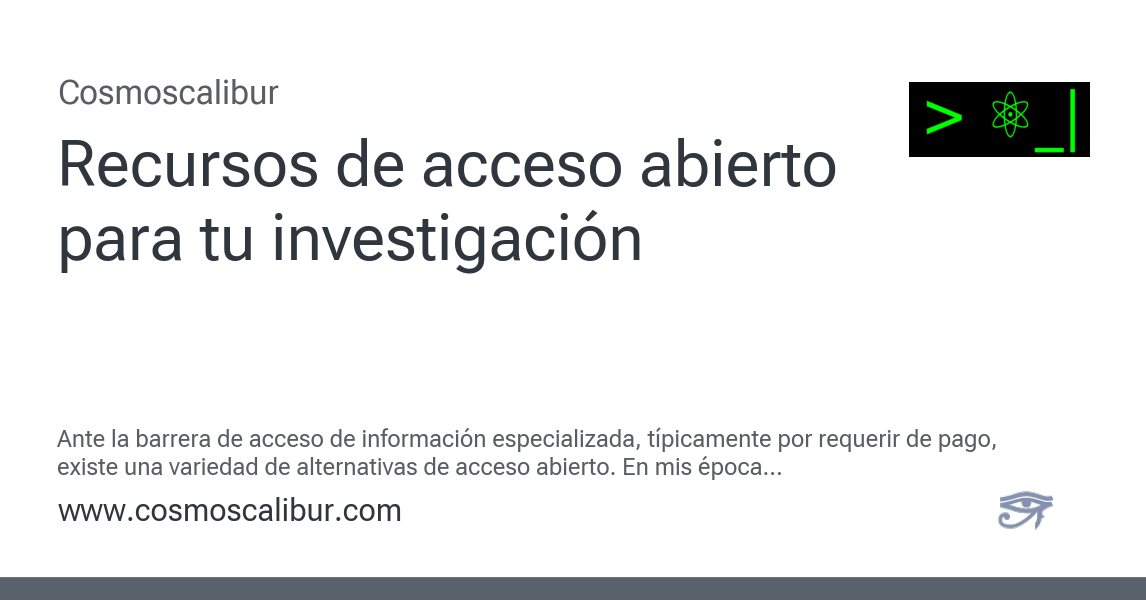 Cosmoscalibur
Recursos de acceso abierto
para tu investigación
> ⚛_|
Ante la barrera de acceso de información especializada, típicamente por requerir de pago,
existe una variedad de alternativas de acceso abierto. En mis época...
www.cosmoscalibur.com